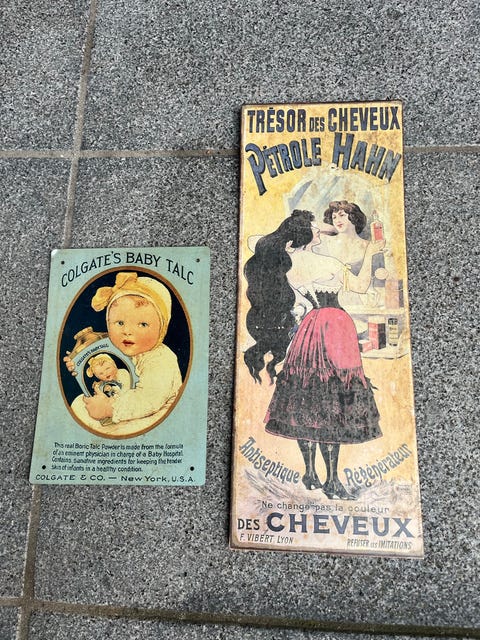 COLGATE'S BABY TALC
COLGATE'S BABY TALC
This real Boric Talc Powder is made from the formula
of an eminent physician in charge of a Baby Hospital.
Contains, Sanative ingredients for keeping the tender
skin of infants in a healthy condition.
COLGATE & CO. — New York, U.S.A.
TRÉSOR DES CHEVEUX
PÉTROLE HAHN
Antiseptique Régénerateur
Ne change pas la couleur
DES CHEVEUX
F. VIBERT, LYON REFUSER LES IMITATIONS